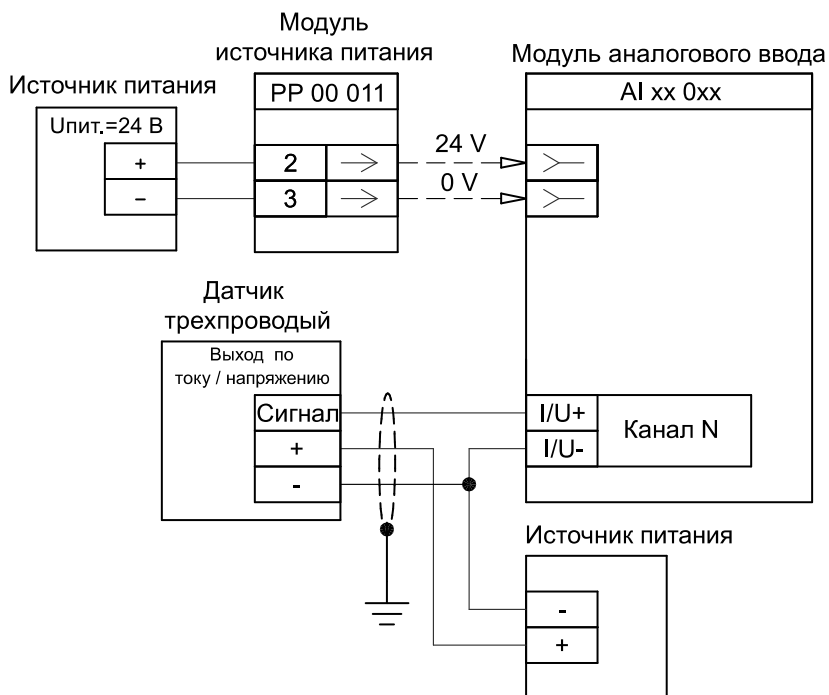 Модуль
источника питания
Модуль аналогового ввода
Источник питания
PP 00 011
AI xx 0xx
Uпит.=24 В
+
2
24 V
–
3
0 V
Датчик
трехпроводый
Выход по
току / напряжению
Сигнал
I/U+
Канал N
+
I/U-
-
Источник питания
-
+